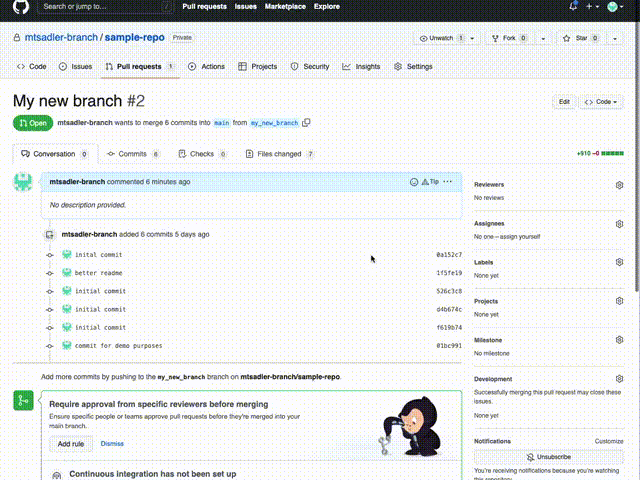 Search or jump to… /
Pull requests Issues Marketplace Explore
mtsadler-branch / sample-repo Private
Unwatch 1
Fork 0
Star 0
Code Issues Pull requests 1 Actions Projects Security Insights Settings
My new branch #2
Edit
Code
Open
mtsadler-branch wants to merge 6 commits into main from my_new_branch
Conversation 0 Commits 6 Checks 0 Files changed 7
+910 −0
mtsadler-branch commented 6 minutes ago
Tip
No description provided.
mtsadler-branch added 6 commits 5 days ago
inital commit 0a152c7
better readme 1f5fe19
initial commit 526c3c8
initial commit d4b674c
initial commit f619b74
commit for demo purposes 01bc991
Add more commits by pushing to the my_new_branch branch on mtsadler-branch/sample-repo.
Require approval from specific reviewers before merging
Ensure specific people or teams approve pull requests before they're merged into your
main branch.
Add rule
Dismiss
Continuous integration has not been set up
Reviewers
No reviews
Assignees
No one—assign yourself
Labels
None yet
Projects
None yet
Milestone
No milestone
Development
Successfully merging this pull request may close these
issues.
None yet
Notifications Customize
Unsubscribe
You're receiving notifications because you're watching
this repository.